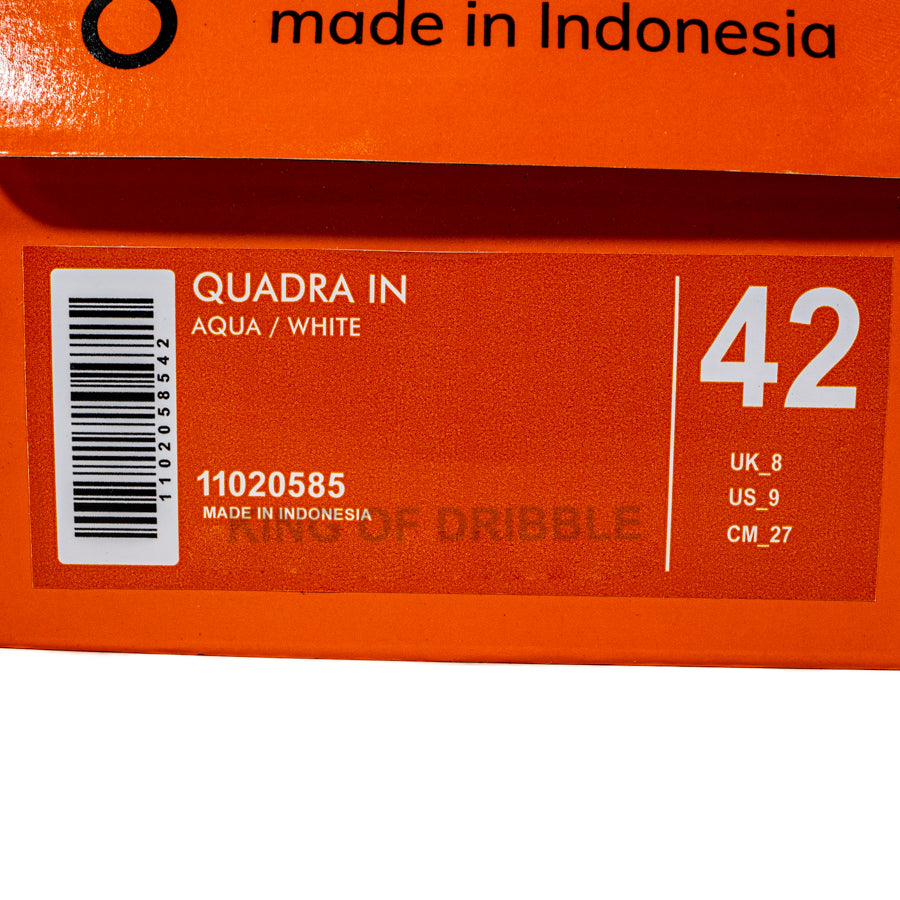 made in Indonesia
QUADRA IN
AQUA / WHITE
11020585
MADE IN INDONESIA
KING OF DRIBBLE
1102058542
42
UK_8
US_9
CM_27